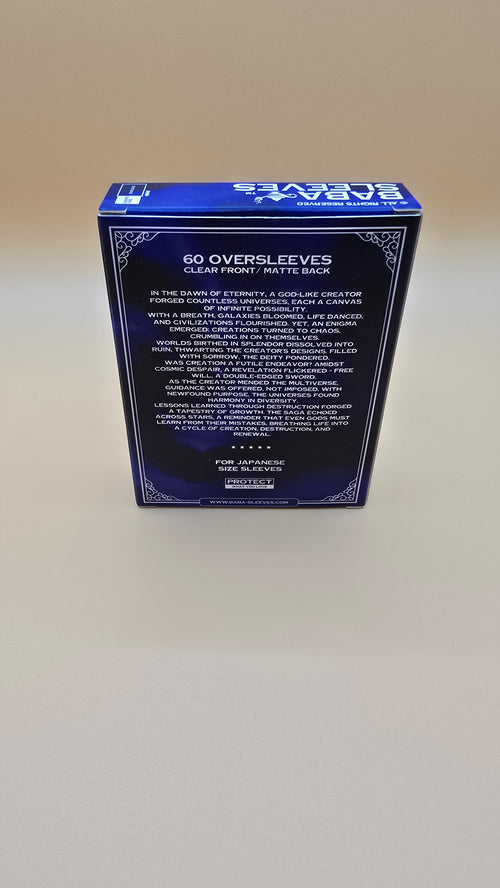 BABA
SLEEVES™
© ALL RIGHTS RESERVED
60 OVERSLEEVES
CLEAR FRONT/ MATTE BACK
IN THE DAWN OF ETERNITY, A GOD-LIKE CREATOR
FORGED COUNTLESS UNIVERSES, EACH A CANVAS
OF INFINITE POSSIBILITY.
WITH A BREATH, GALAXIES BLOOMED, LIFE DANCED,
AND CIVILIZATIONS FLOURISHED. YET, AN ENIGMA
EMERGED: CREATIONS TURNED TO CHAOS,
CRUMBLING IN ON THEMSELVES.
WORLDS BIRTHED IN SPLENDOR DISSOLVED INTO
RUIN, THWARTING THE CREATOR'S DESIGNS. FILLED
WITH SORROW, THE DEITY PONDERED.
WAS CREATION A FUTILE ENDEAVOR? AMIDST
COSMIC DESPAIR, A REVELATION FLICKERED - FREE
WILL, A DOUBLE-EDGED SWORD.
AS THE CREATOR MENDED THE MULTIVERSE,
GUIDANCE WAS OFFERED, NOT IMPOSED. WITH
NEWFOUND PURPOSE, THE UNIVERSES FOUND
HARMONY IN DIVERSITY.
LESSONS LEARNED THROUGH DESTRUCTION FORGED
A TAPESTRY OF GROWTH. THE SAGA ECHOED
ACROSS STARS, A REMINDER THAT EVEN GODS MUST
LEARN FROM THEIR MISTAKES, BREATHING LIFE INTO
A CYCLE OF CREATION, DESTRUCTION, AND
RENEWAL.
FOR JAPANESE
SIZE SLEEVES
PROTECT
WHAT YOU LOVE
WWW.BABA-SLEEVES.COM